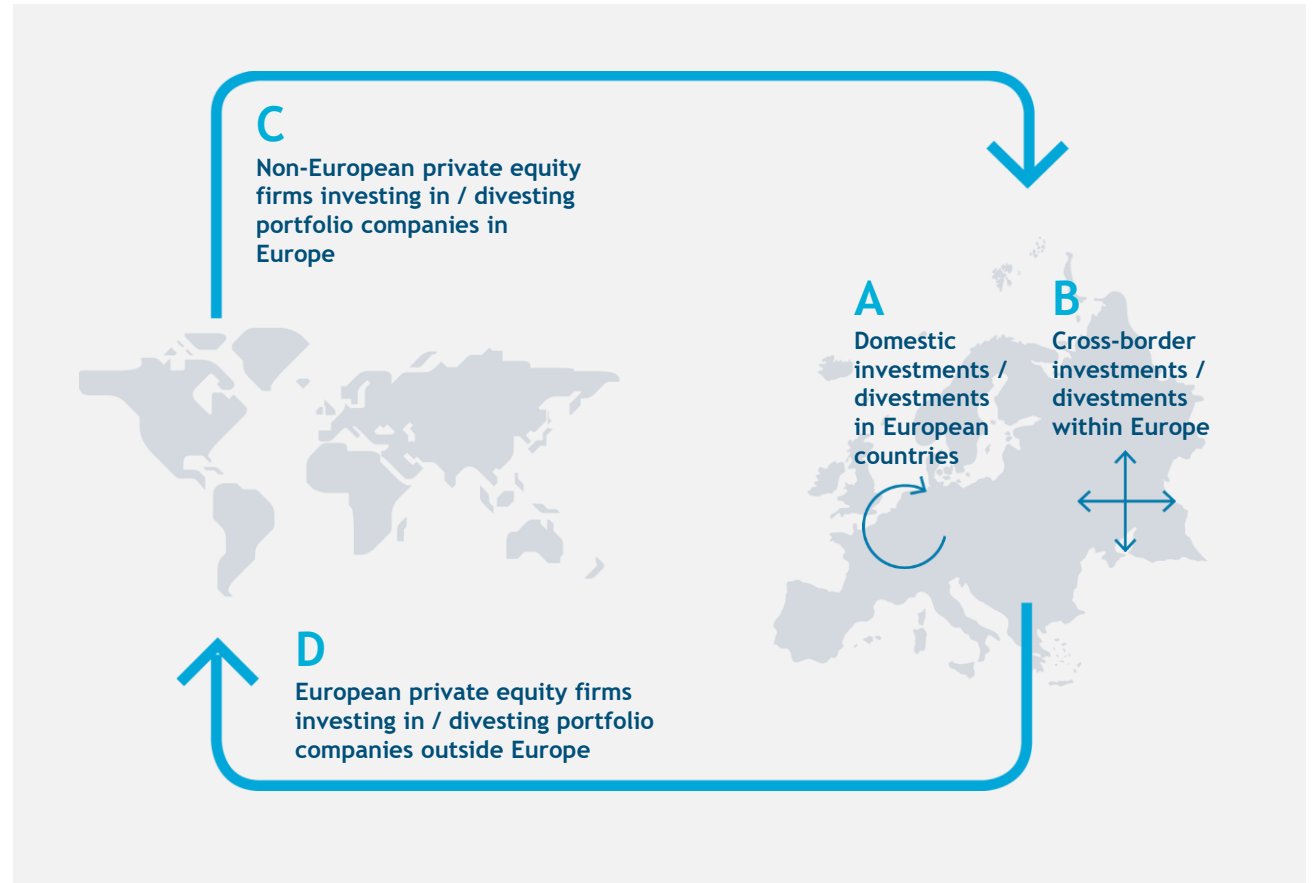 C
Non-European private equity
firms investing in / divesting
portfolio companies in
Europe
A
Domestic
investments /
divestments
in European
countries
B
Cross-border
investments /
divestments
within Europe
D
European private equity firms
investing in / divesting portfolio
companies outside Europe